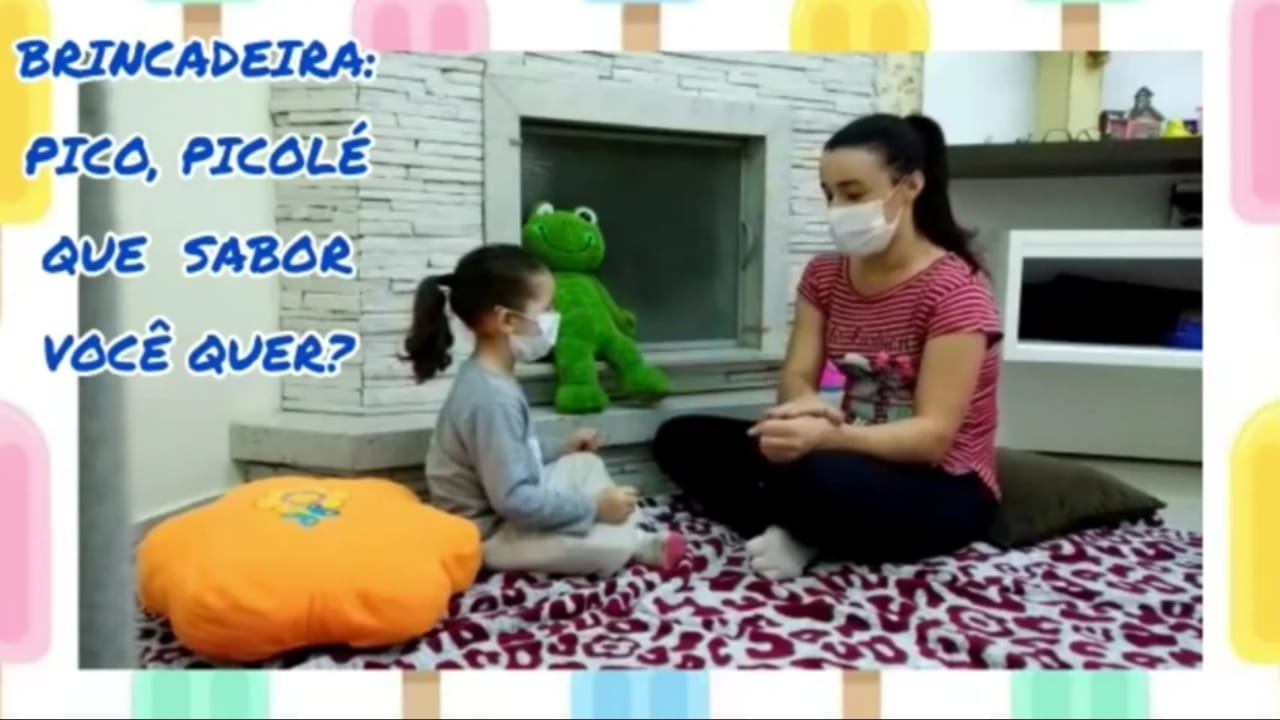 BRINCADEIRA:
PICO, PICOLÉ
QUE SABOR
VOCÊ QUER?